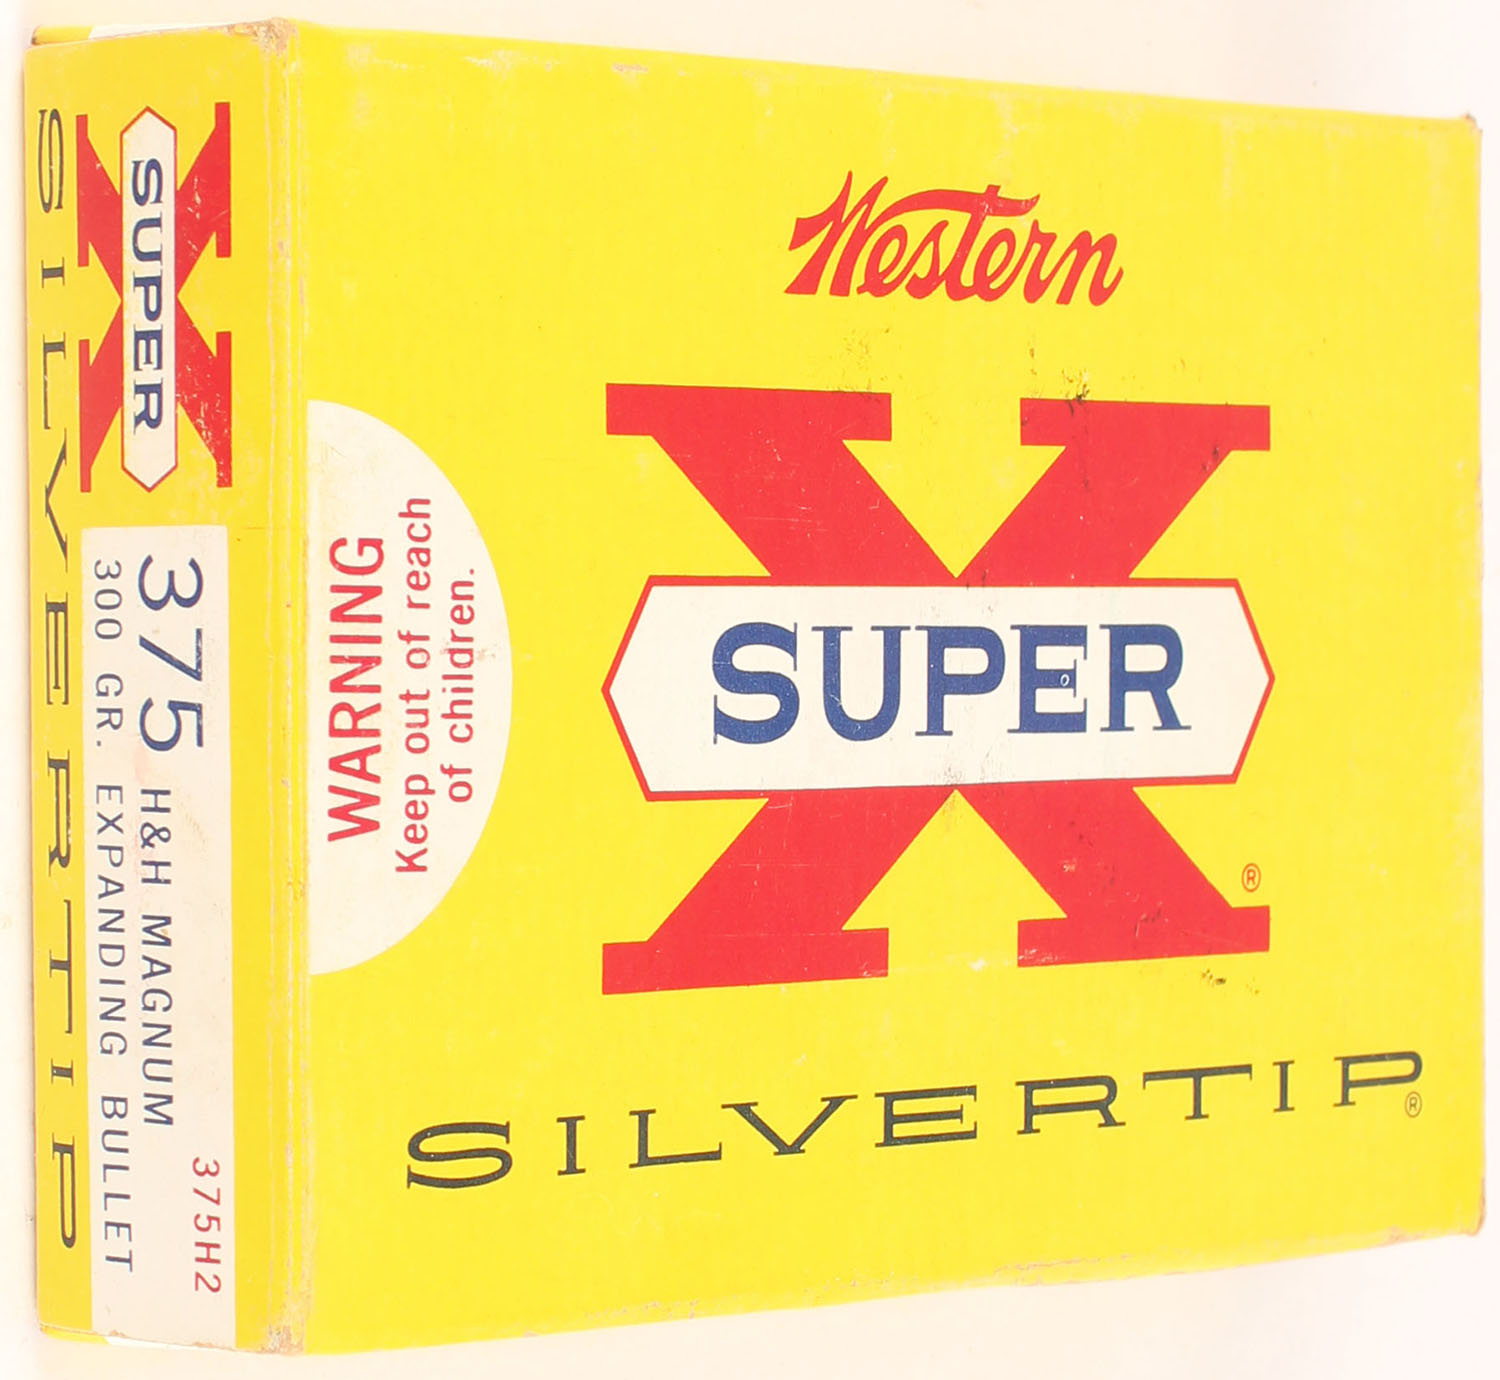 Western
SUPER
X
®
SILVERTIP®
WARNING
Keep out of reach
of children.
SUPER
X
SILVERTIP
375 H&H MAGNUM
300 GR. EXPANDING BULLET
375H2